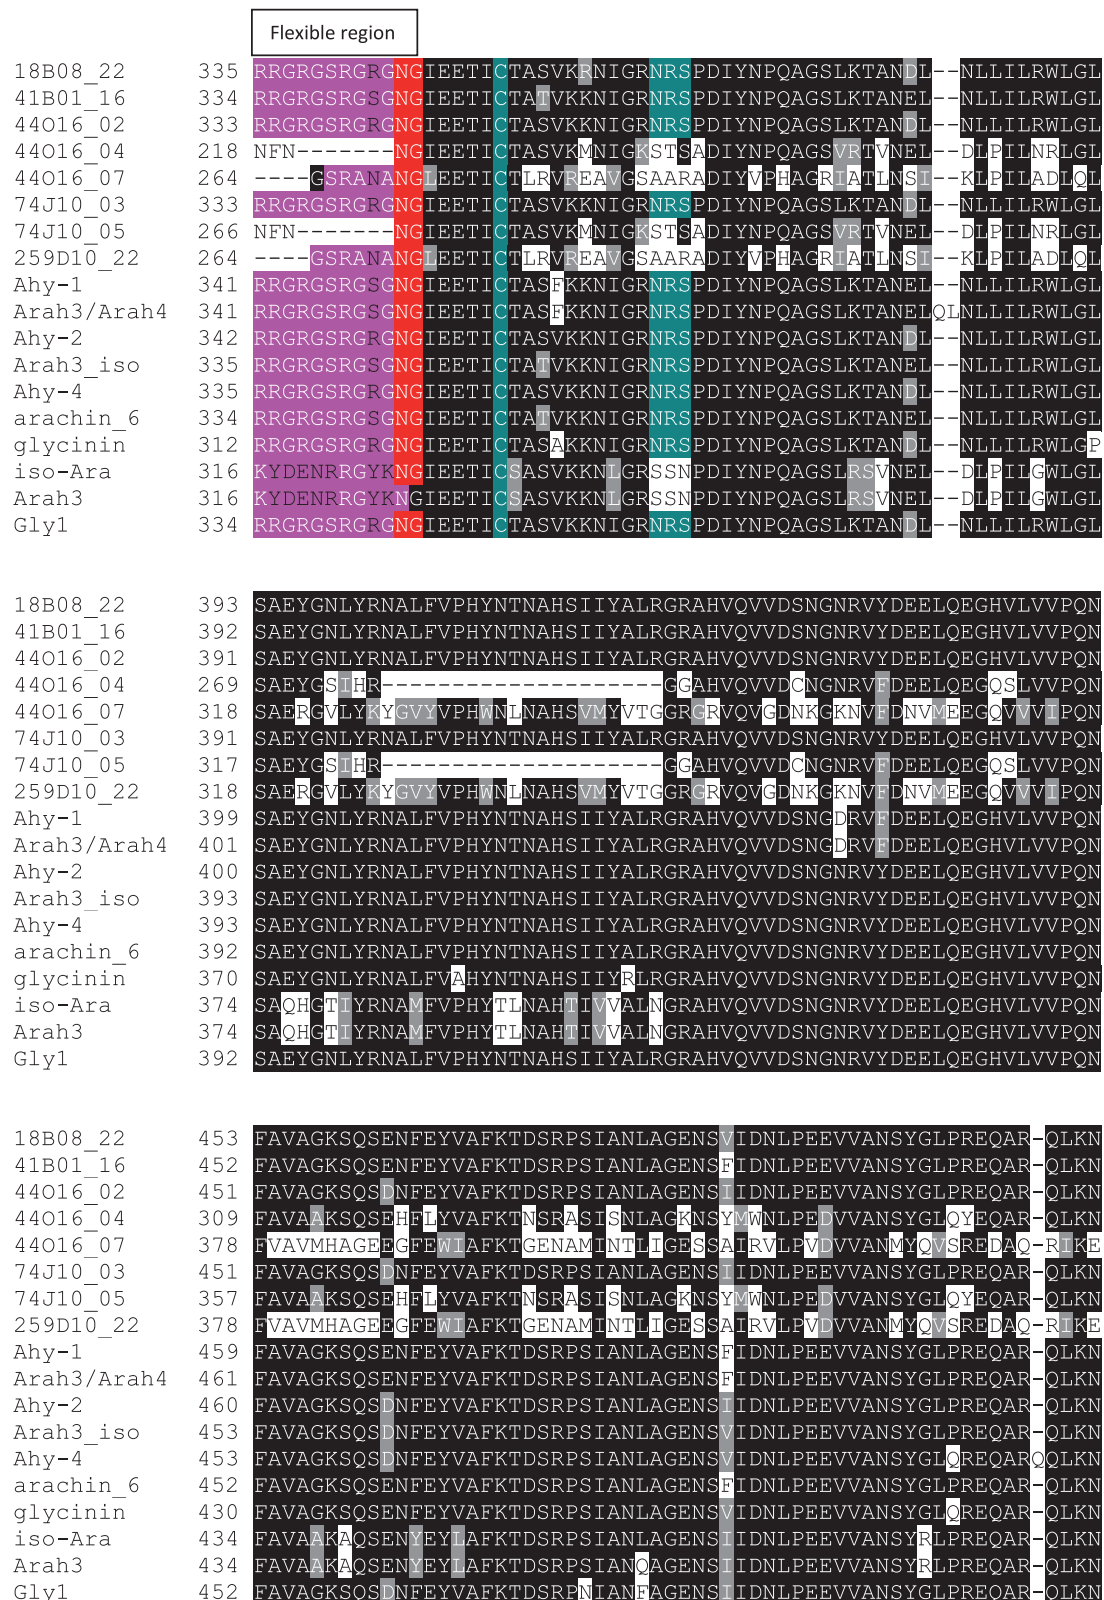 Flexible region
18B08_22 335 RRGRGSRGRGNGIEETICTASVKRNIGRNRSPDIYNPQAGSLKTANDL--NLLILRWLGL
41B01_16 334 RRGRGSRGSGNGIEETICTATVKKNIGRNRSPDIYNPQAGSLKTANEL--NLLILRWLGL
44O16_02 333 RRGRGSRGRGNGIEETICTASVKKNIGRNRSPDIYNPQAGSLKTANDL--NLLILRWLGL
44O16_04 218 NFN-------NGIEETICTASVKMNIGKSTSADIYNPQAGSVRTVNEL--DLPILNRLGL
44O16_07 264 ----GSRANANGLEETICTLRVREAVGSAARADIYVPHAGRIATLNSI--KLPILADLQL
74J10_03 333 RRGRGSRGRGNGIEETICTASVKKNIGRNRSPDIYNPQAGSLKTANDL--NLLILRWLGL
74J10_05 266 NFN-------NGIEETICTASVKMNIGKSTSADIYNPQAGSVRTVNEL--DLPILNRLGL
259D10_22 264 ----GSRANANGLEETICTLRVREAVGSAARADIYVPHAGRIATLNSI--KLPILADLQL
Ahy-1 341 RRGRGSRGSGNGIEETICTASFKKNIGRNRSPDIYNPQAGSLKTANEL--NLLILRWLGL
Arah3/Arah4 341 RRGRGSRGSGNGIEETICTASFKKNIGRNRSPDIYNPQAGSLKTANELQLNLLILRWLGL
Ahy-2 342 RRGRGSRGRGNGIEETICTASVKKNIGRNRSPDIYNPQAGSLKTANDL--NLLILRWLGL
Arah3_iso 335 RRGRGSRGRGNGIEETICTATVKKNIGRNRSPDIYNPQAGSLKTANEL--NLLILRWLGL
Ahy-4 335 RRGRGSRGRGNGIEETICTASVKKNIGRNRSPDIYNPQAGSLKTANDL--NLLILRWLGL
arachin_6 334 RRGRGSRGSGNGIEETICTATVKKNIGRNRSPDIYNPQAGSLKTANEL--NLLILRWLGL
glycinin 312 RRGRGSRGRGNGIEETICTASAKKNIGRNRSPDIYNPQAGSLKTANDL--NLLILRWLGP
iso-Ara 316 KYDENRRGYKNGIEETICSASVKKNLGRSSNPDIYNPQAGSLRSVNEL--DLPILGWLGL
Arah3 316 KYDENRRGYKNGIEETICSASVKKNLGRSSNPDIYNPQAGSLRSVNEL--DLPILGWLGL
Gly1 334 RRGRGSRGRGNGIEETICTASVKKNIGRNRSPDIYNPQAGSLKTANDL--NLLILRWLGL
18B08_22 393 SAEYGNLYRNALFVPHYNTNAHSIIYALRGRAHVQVVDSNGNRVYDEELQEGHVLVVPQN
41B01_16 392 SAEYGNLYRNALFVPHYNTNAHSIIYALRGRAHVQVVDSNGNRVYDEELQEGHVLVVPQN
44O16_02 391 SAEYGNLYRNALFVPHYNTNAHSIIYALRGRAHVQVVDSNGNRVYDEELQEGHVLVVPQN
44O16_04 269 SAEYGSIHR--------------------GGAHVQVVDCNGNRVFDEELQEGQSLVVPQN
44O16_07 318 SAERGVLYKYGVYVPHWNLNAHSVMYVTGGRGRVQVGDNKGKNVFDNVMEEGQVVVIPQN
74J10_03 391 SAEYGNLYRNALFVPHYNTNAHSIIYALRGRAHVQVVDSNGNRVYDEELQEGHVLVVPQN
74J10_05 317 SAEYGSIHR--------------------GGAHVQVVDCNGNRVFDEELQEGQSLVVPQN
259D10_22 318 SAERGVLYKYGVYVPHWNLNAHSVMYVTGGRGRVQVGDNKGKNVFDNVMEEGQVVVIPQN
Ahy-1 399 SAEYGNLYRNALFVPHYNTNAHSIIYALRGRAHVQVVDSNGDRVFDEELQEGHVLVVPQN
Arah3/Arah4 401 SAEYGNLYRNALFVPHYNTNAHSIIYALRGRAHVQVVDSNGDRVFDEELQEGHVLVVPQN
Ahy-2 400 SAEYGNLYRNALFVPHYNTNAHSIIYALRGRAHVQVVDSNGNRVYDEELQEGHVLVVPQN
Arah3_iso 393 SAEYGNLYRNALFVPHYNTNAHSIIYALRGRAHVQVVDSNGNRVYDEELQEGHVLVVPQN
Ahy-4 393 SAEYGNLYRNALFVPHYNTNAHSIIYALRGRAHVQVVDSNGNRVYDEELQEGHVLVVPQN
arachin_6 392 SAEYGNLYRNALFVPHYNTNAHSIIYALRGRAHVQVVDSNGNRVYDEELQEGHVLVVPQN
glycinin 370 SAEYGNLYRNALFVAHYNTNAHSIIYRLRGRAHVQVVDSNGNRVYDEELQEGHVLVVPQN
iso-Ara 374 SAQHGTIYRNAMFVPHYTLNAHTIVVALNGRAHVQVVDSNGNRVYDEELQEGHVLVVPQN
Arah3 374 SAQHGTIYRNAMFVPHYTLNAHTIVVALNGRAHVQVVDSNGNRVYDEELQEGHVLVVPQN
Gly1 392 SAEYGNLYRNALFVPHYNTNAHSIIYALRGRAHVQVVDSNGNRVYDEELQEGHVLVVPQN
18B08_22 453 FAVAGKSQSENFEYVAFKTDSRPSIANLAGENSVIDNLPEEVVANSYGLPREQAR-QLKN
41B01_16 452 FAVAGKSQSENFEYVAFKTDSRPSIANLAGENSFIDNLPEEVVANSYGLPREQAR-QLKN
44O16_02 451 FAVAGKSQSDNFEYVAFKTDSRPSIANLAGENSIIDNLPEEVVANSYGLPREQAR-QLKN
44O16_04 309 FAVAAKSQSEHFLYVAFKTNSRASISNLAGKNSYMWNLPEDVVANSYGLQYEQAR-QLKN
44O16_07 378 FVAVMHAGEEGFEWIAFKTGENAMINTLIGESSAIRVLPVDVVANMYQVSREDAQ-RIKE
74J10_03 451 FAVAGKSQSDNFEYVAFKTDSRPSIANLAGENSIIDNLPEEVVANSYGLPREQAR-QLKN
74J10_05 357 FAVAAKSQSEHFLYVAFKTNSRASISNLAGKNSYMWNLPEDVVANSYGLQYEQAR-QLKN
259D10_22 378 FVAVMHAGEEGFEWIAFKTGENAMINTLIGESSAIRVLPVDVVANMYQVSREDAQ-RIKE
Ahy-1 459 FAVAGKSQSENFEYVAFKTDSRPSIANLAGENSFIDNLPEEVVANSYGLPREQAR-QLKN
Arah3/Arah4 461 FAVAGKSQSENFEYVAFKTDSRPSIANLAGENSFIDNLPEEVVANSYGLPREQAR-QLKN
Ahy-2 460 FAVAGKSQSDNFEYVAFKTDSRPSIANLAGENSIIDNLPEEVVANSYGLPREQAR-QLKN
Arah3_iso 453 FAVAGKSQSDNFEYVAFKTDSRPSIANLAGENSVIDNLPEEVVANSYGLPREQAR-QLKN
Ahy-4 453 FAVAGKSQSDNFEYVAFKTDSRPSIANLAGENSVIDNLPEEVVANSYGLQREQARQQLKN
arachin_6 452 FAVAGKSQSENFEYVAFKTDSRPSIANLAGENSFIDNLPEEVVANSYGLPREQAR-QLKN
glycinin 430 FAVAGKSQSENFEYVAFKTDSRPSIANLAGENSVIDNLPEEVVANSYGLQREQAR-QLKN
iso-Ara 434 FAVAAKAQSENYEYLAFKTDSRPSIANLAGENSIIDNLPEEVVANSYRLPREQAR-QLKN
Arah3 434 FAVAAKAQSENYEYLAFKTDSRPSIANQAGENSIIDNLPEEVVANSYRLPREQAR-QLKN
Gly1 452 FAVAGKSQSDNFEYVAFKTDSRPNIANFAGENSIIDNLPEEVVANSYGLPREQAR-QLKN